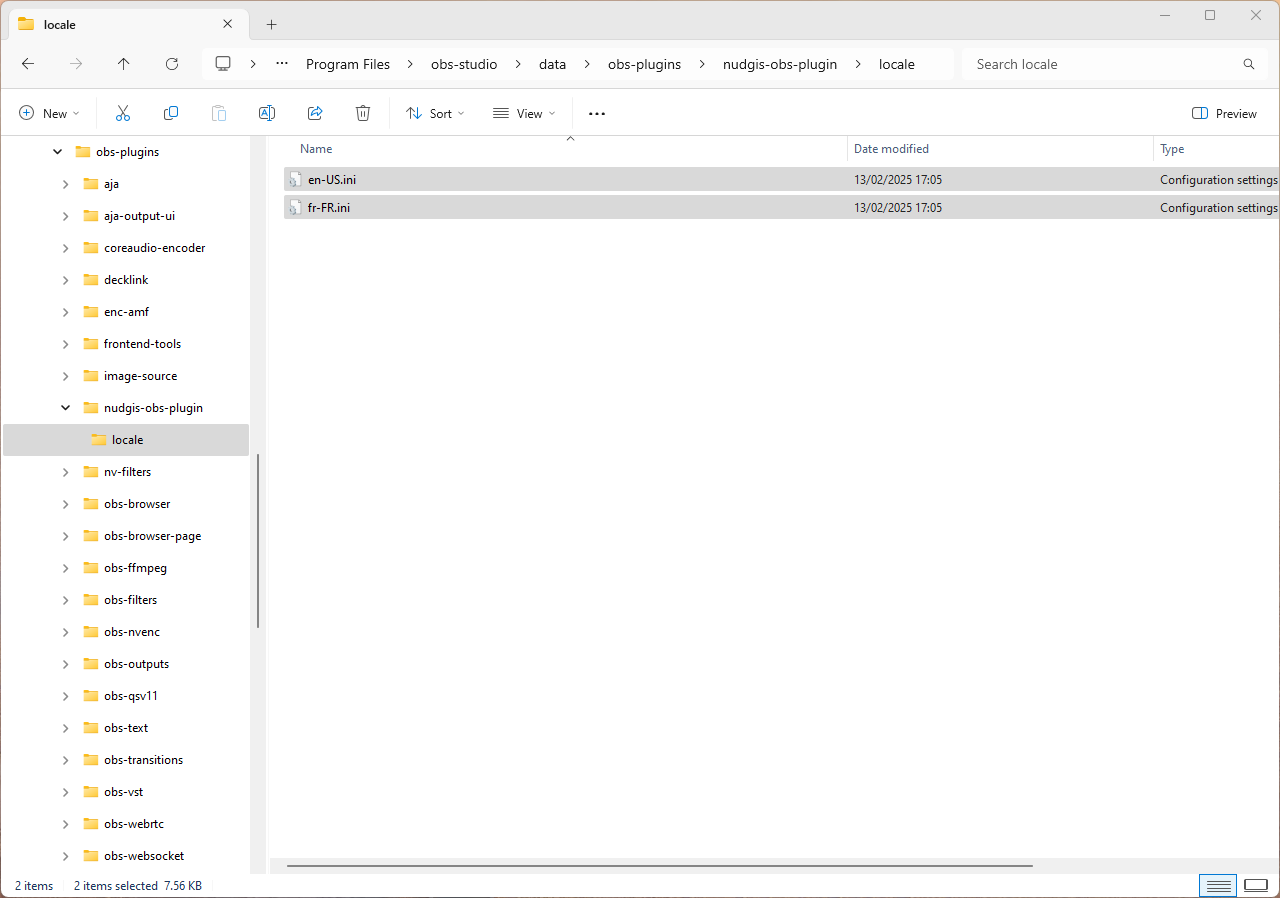 locale
Program Files obs-studio data obs-plugins nudgis-obs-plugin locale Search locale
New Sort View Preview
obs-plugins
aja
aja-output-ui
coreaudio-encoder
decklink
enc-amf
frontend-tools
image-source
nudgis-obs-plugin
locale
nv-filters
obs-browser
obs-browser-page
obs-ffmpeg
obs-filters
obs-nvenc
obs-outputs
obs-qsv11
obs-text
obs-transitions
obs-vst
obs-webrtc
obs-websocket
Name Date modified Type
en-US.ini 13/02/2025 17:05 Configuration settings
fr-FR.ini 13/02/2025 17:05 Configuration settings
2 items 2 items selected 7.56 KB